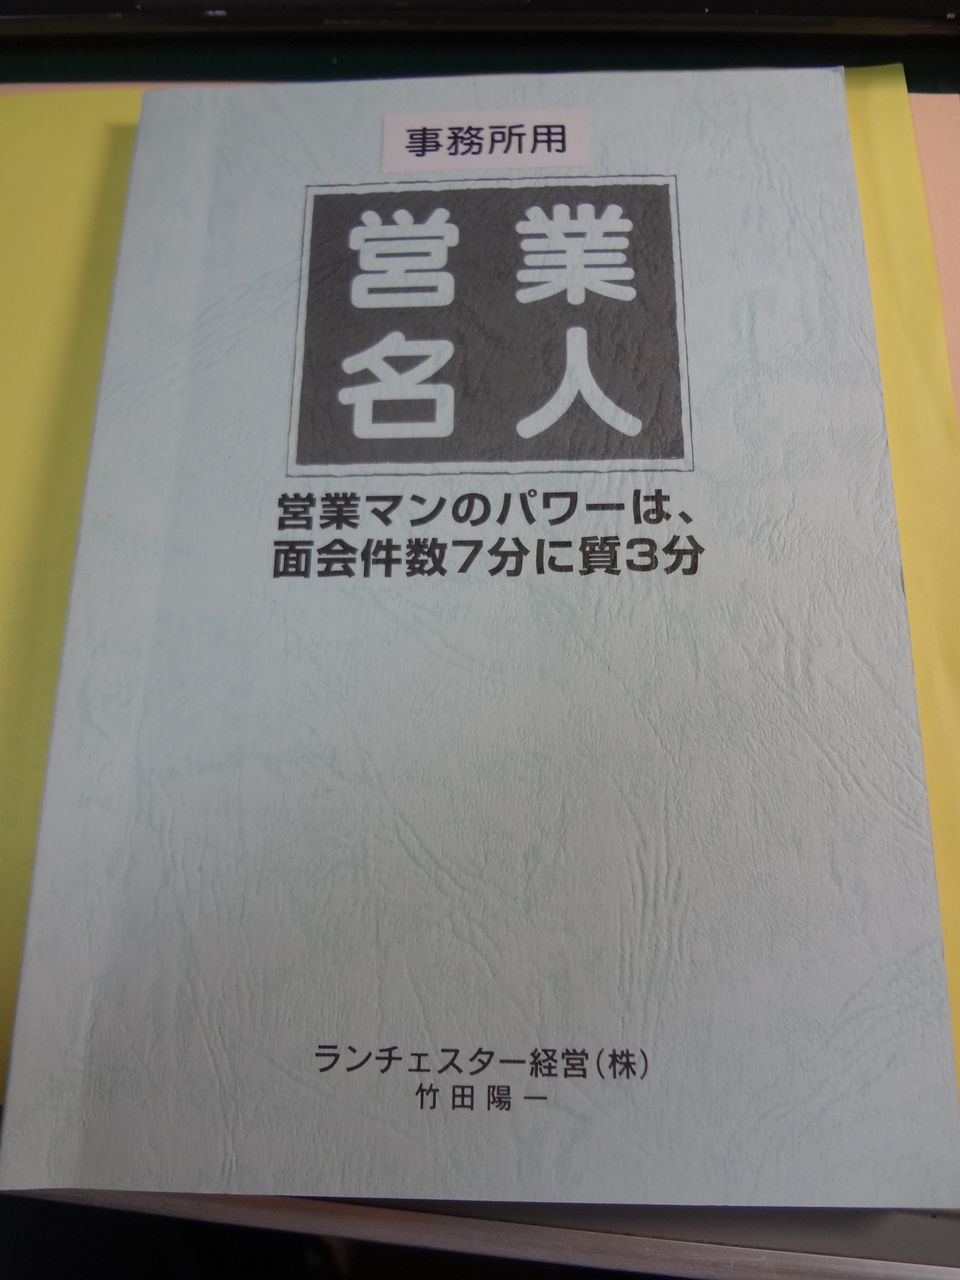 事務所用
営業
名人
営業マンのパワーは、
面会件数7分に質3分
ランチェスター経営(株)
竹田陽一